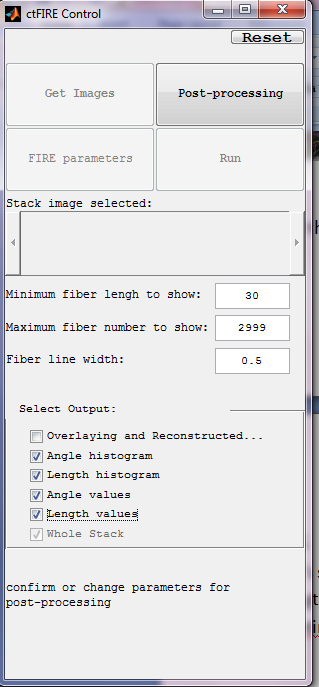 ctFIRE Control
Reset
Get Images
Post-processing
FIRE parameters
Run
Stack image selected:
Minimum fiber lengh to show: 30
Maximum fiber number to show: 2999
Fiber line width: 0.5
Select Output:
Overlaying and Reconstructed...
Angle histogram
Length histogram
Angle values
Length values
Whole Stack
confirm or change parameters for
post-processing